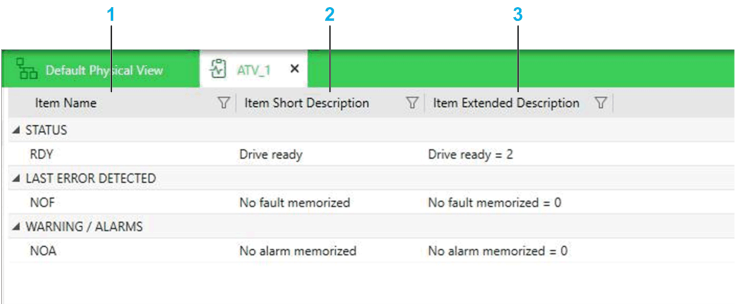 1 2 3
Default Physical View ATV_1
Item Name Item Short Description Item Extended Description
STATUS
RDY Drive ready Drive ready = 2
LAST ERROR DETECTED
NOF No fault memorized No fault memorized = 0
WARNING / ALARMS
NOA No alarm memorized No alarm memorized = 0